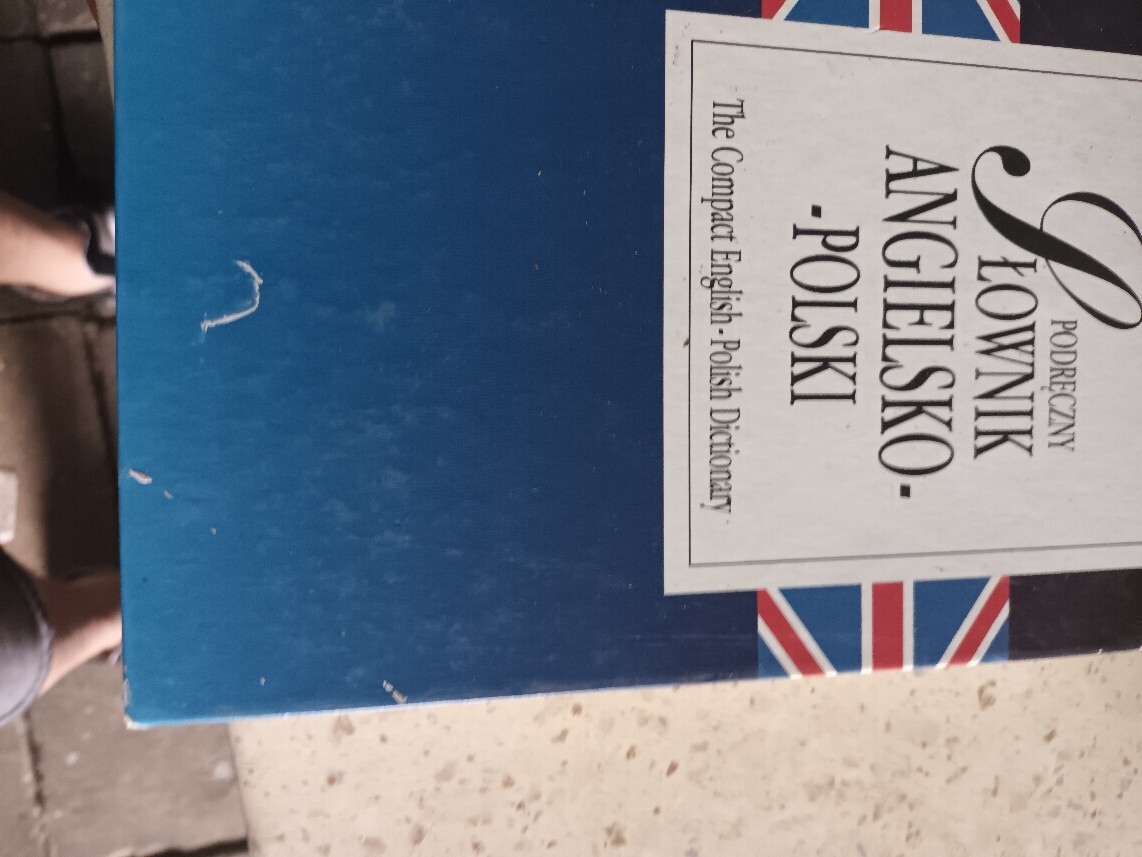 PODRĘCZNY
SŁOWNIK
ANGIELSKO-
-POLSKI
The Compact English-Polish Dictionary